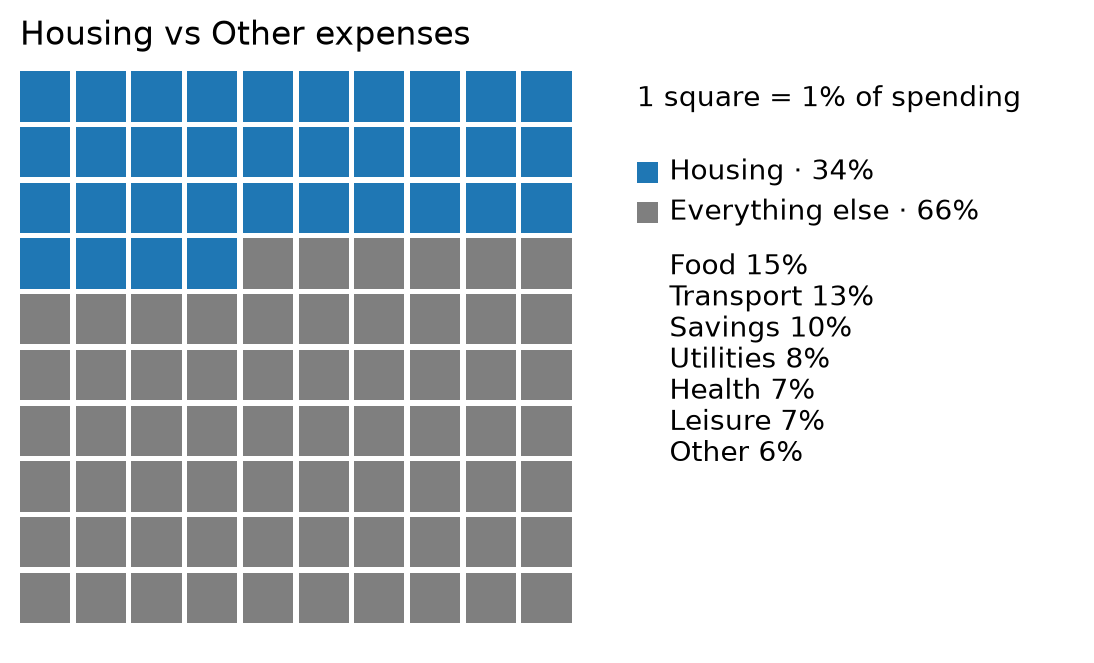 Housing vs Other expenses
1 square = 1% of spending
Housing · 34%
Everything else · 66%
Food 15%
Transport 13%
Savings 10%
Utilities 8%
Health 7%
Leisure 7%
Other 6%